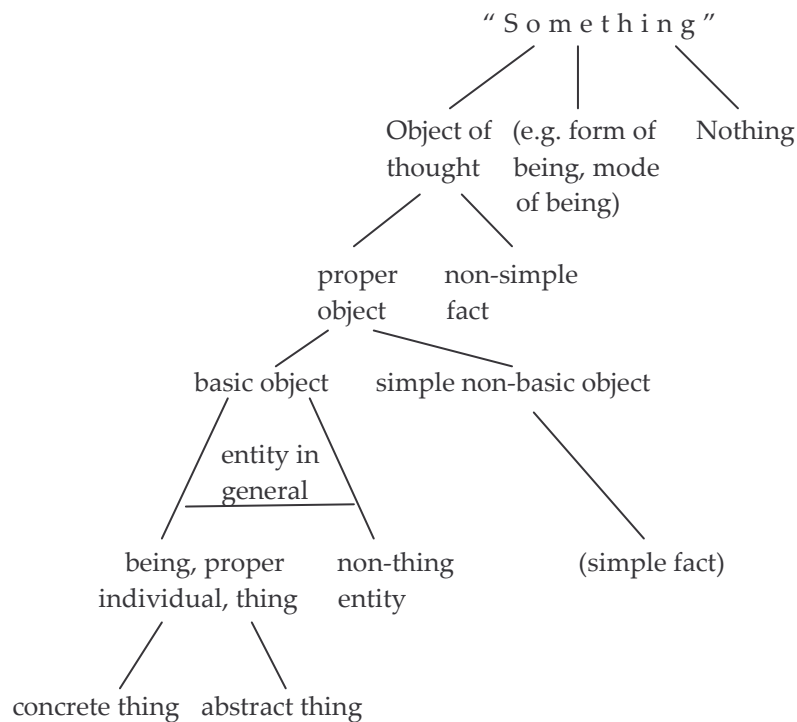 “ S o m e t h i n g ”
Object of
thought
(e.g. form of
being, mode
of being)
Nothing
proper
object
non-simple
fact
basic object
simple non-basic object
entity in
general
being, proper
individual, thing
non-thing
entity
(simple fact)
concrete thing
abstract thing